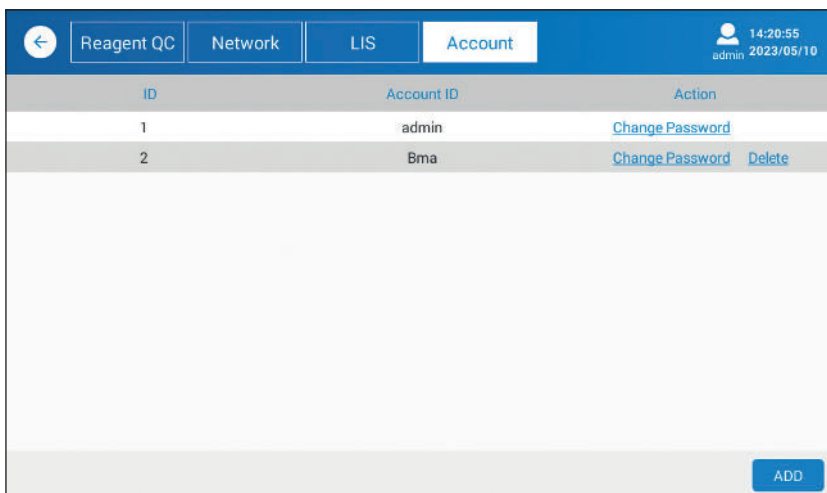 Reagent QC Network LIS Account
14:20:55
admin 2023/05/10
ID Account ID Action
1 admin Change Password
2 Bma Change Password Delete
ADD